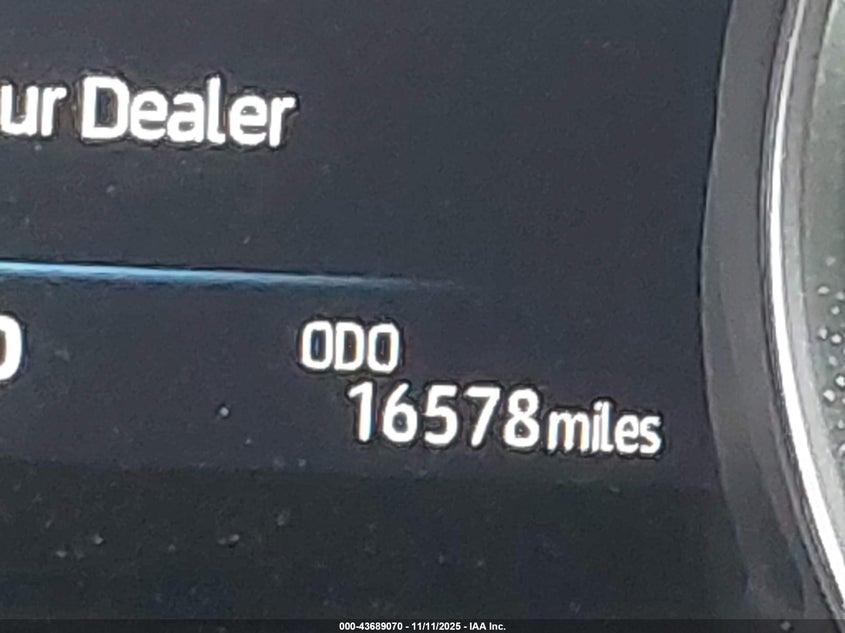 ur Dealer
ODO
16578 miles
000-43689070 - 11/11/2025 - IAA Inc.